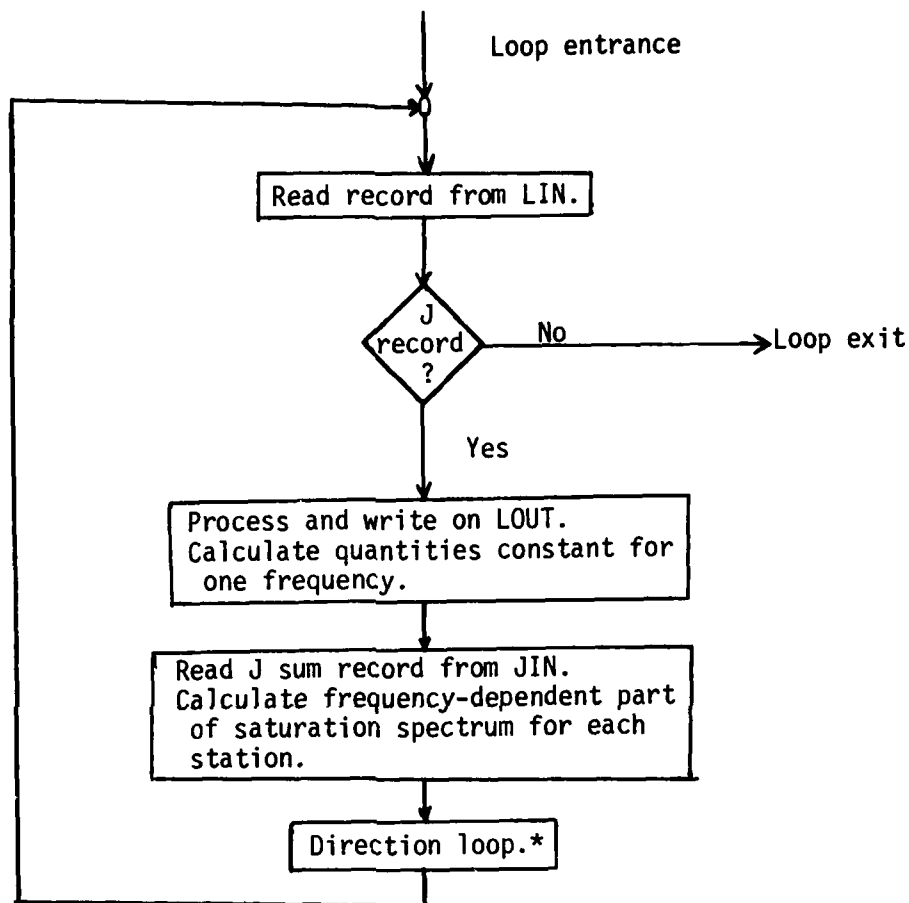 Loop entrance
Read record from LIN.
J
record
?
No
Loop exit
Yes
Process and write on LOUT.
Calculate quantities constant for
one frequency.
Read J sum record from JIN.
Calculate frequency-dependent part
of saturation spectrum for each
station.
Direction loop.*